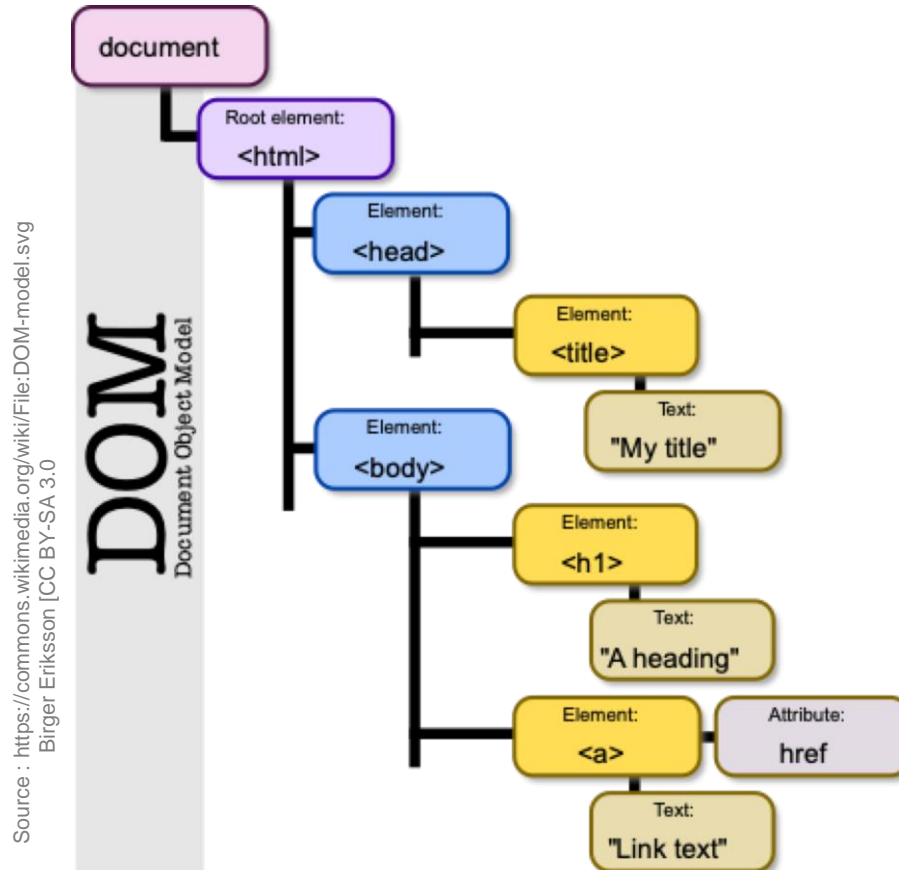 document
Root element:
<html>
Element:
<head>
Element:
<title>
Text:
"My title"
Element:
<body>
Element:
<h1>
Text:
"A heading"
Element:
<a>
Attribute:
href
Text:
"Link text"
DOM
Document Object Model
Source : https://commons.wikimedia.org/wiki/File:DOM-model.svg
Birger Eriksson [CC BY-SA 3.0